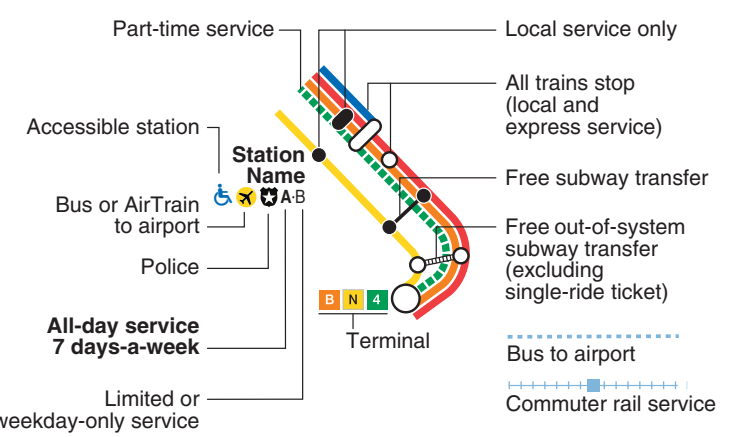 Part-time service
Local service only
All trains stop
(local and
express service)
Accessible station
Station
Name
A·B
Free subway transfer
Bus or AirTrain
to airport
Free out-of-system
subway transfer
(excluding
single-ride ticket)
Police
B N 4
Terminal
All-day service
7 days-a-week
Bus to airport
Limited or
weekday-only service
Commuter rail service